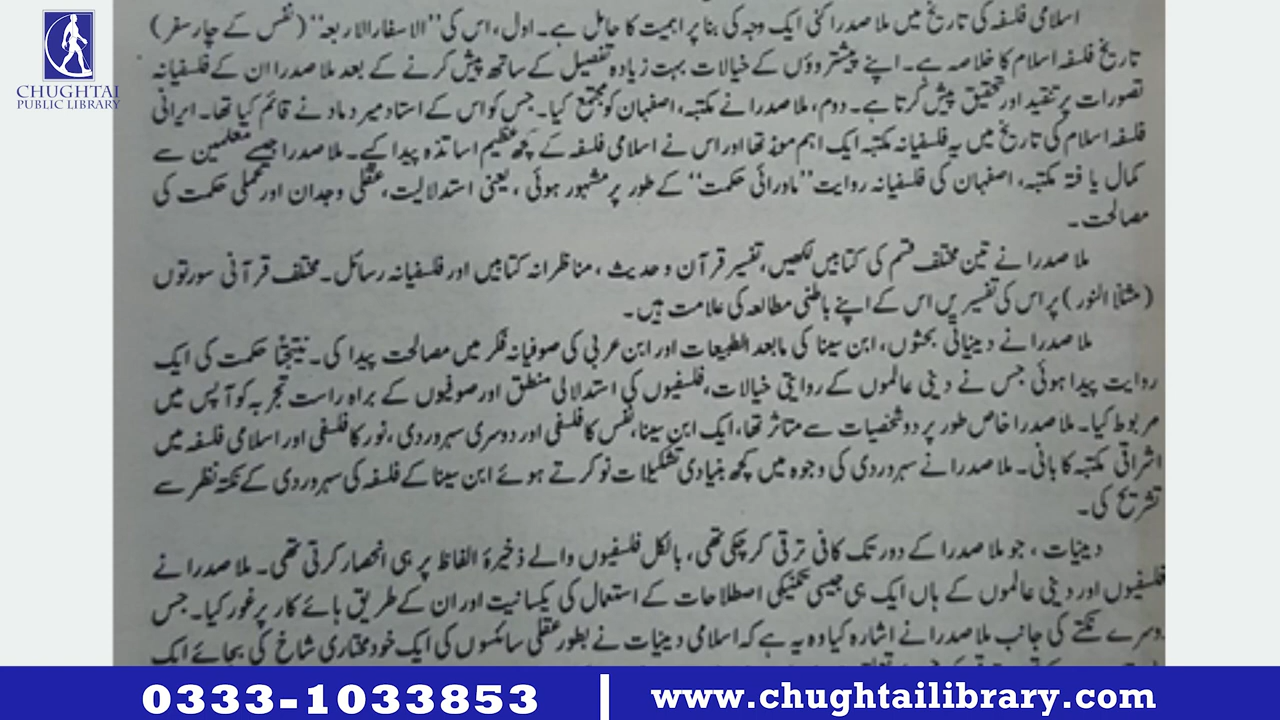 CHUGHTAI
PUBLIC LIBRARY
اسلامی فلسفہ کی تاریخ میں ملا صدرا کئی ایک وجہ کی بنا پر اہمیت کا حامل ہے۔ اول، اس کی ”الاسفار الاربعہ“ (نفس کے چار سفر)
تاریخ فلسفہ اسلام کا خلاصہ ہے۔ اپنے پیشتر وؤں کے خیالات بہت زیادہ تفصیل کے ساتھ پیش کرنے کے بعد ملا صدرا ان کے فلسفیانہ
تصورات پر تنقید اور تحقیق پیش کرتا ہے۔ دوم، ملا صدرا نے مکتبہ، اصفہان کو مجتمع کیا۔ جس کو اس کے استاد میر دماد نے قائم کیا تھا۔ ایرانی
فلسفہ اسلام کی تاریخ میں یہ فلسفیانہ مکتبہ ایک اہم موڑ تھا اور اس نے اسلامی فلسفہ کے کچھ عظیم اساتذہ پیدا کیے۔ ملا صدرا جیسے معلمین سے
کمال یافتہ مکتبہ، اصفہان کی فلسفیانہ روایت ”ماورائی حکمت“ کے طور پر مشہور ہوئی، یعنی استدلالیت، عقلی وجدان اور عملی حکمت کی
مصالحت۔
ملا صدرا نے تین مختلف قسم کی کتابیں لکھیں، تفسیر قرآن و حدیث، مناظرانہ کتابیں اور فلسفیانہ رسائل۔ مختلف قرآنی سورتوں
(مثلاً النور) پر اس کی تفسیریں اس کے اپنے باطنی مطالعہ کی علامت ہیں۔
ملا صدرا نے دینیاتی بحثوں، ابن سینا کی مابعد الطبیعات اور ابن عربی کی صوفیانہ فکر میں مصالحت پیدا کی۔ نتیجتاً حکمت کی ایک
روایت پیدا ہوئی جس نے دینی عالموں کے روایتی خیالات، فلسفیوں کی استدلالی منطق اور صوفیوں کے براہ راست تجربہ کو آپس میں
مربوط کیا۔ ملا صدرا خاص طور پر دو شخصیات سے متاثر تھا، ایک ابن سینا، نفس کا فلسفی اور دوسری سہروردی، نور کا فلسفی اور اسلامی فلسفہ میں
اشراقی مکتبہ کا بانی۔ ملا صدرا نے سہروردی کی وجوہ میں کچھ بنیادی تشکیلات نو کرتے ہوئے ابن سینا کے فلسفہ کی سہروردی کے نکتہ نظر سے
تشریح کی۔
دینیات، جو ملا صدرا کے دور تک کافی ترقی کر چکی تھی، بالکل فلسفیوں والے ذخیرۂ الفاظ پر ہی انحصار کرتی تھی۔ ملا صدرا نے
فلسفیوں اور دینی عالموں کے ہاں ایک ہی جیسی تکنیکی اصطلاحات کے استعمال کی یکسانیت اور ان کے طریق ہائے کار پر غور کیا۔ جس
دوسرے نکتے کی جانب ملا صدرا نے اشارہ کیا وہ یہ ہے کہ اسلامی دینیات نے بطور عقلی سائنسوں کی ایک خود مختاری شاخ کی بجائے ایک
0333-1033853
www.chughtailibrary.com